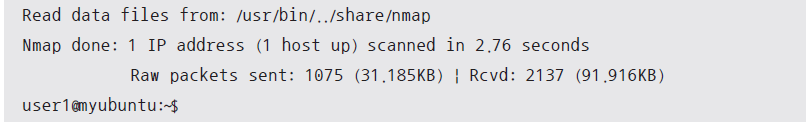 Read data files from: /usr/bin/../share/nmap
Nmap done: 1 IP address (1 host up) scanned in 2.76 seconds
Raw packets sent: 1075 (31.185KB) ¦ Rcvd: 2137 (91.916KB)
user1@myubuntu:~$